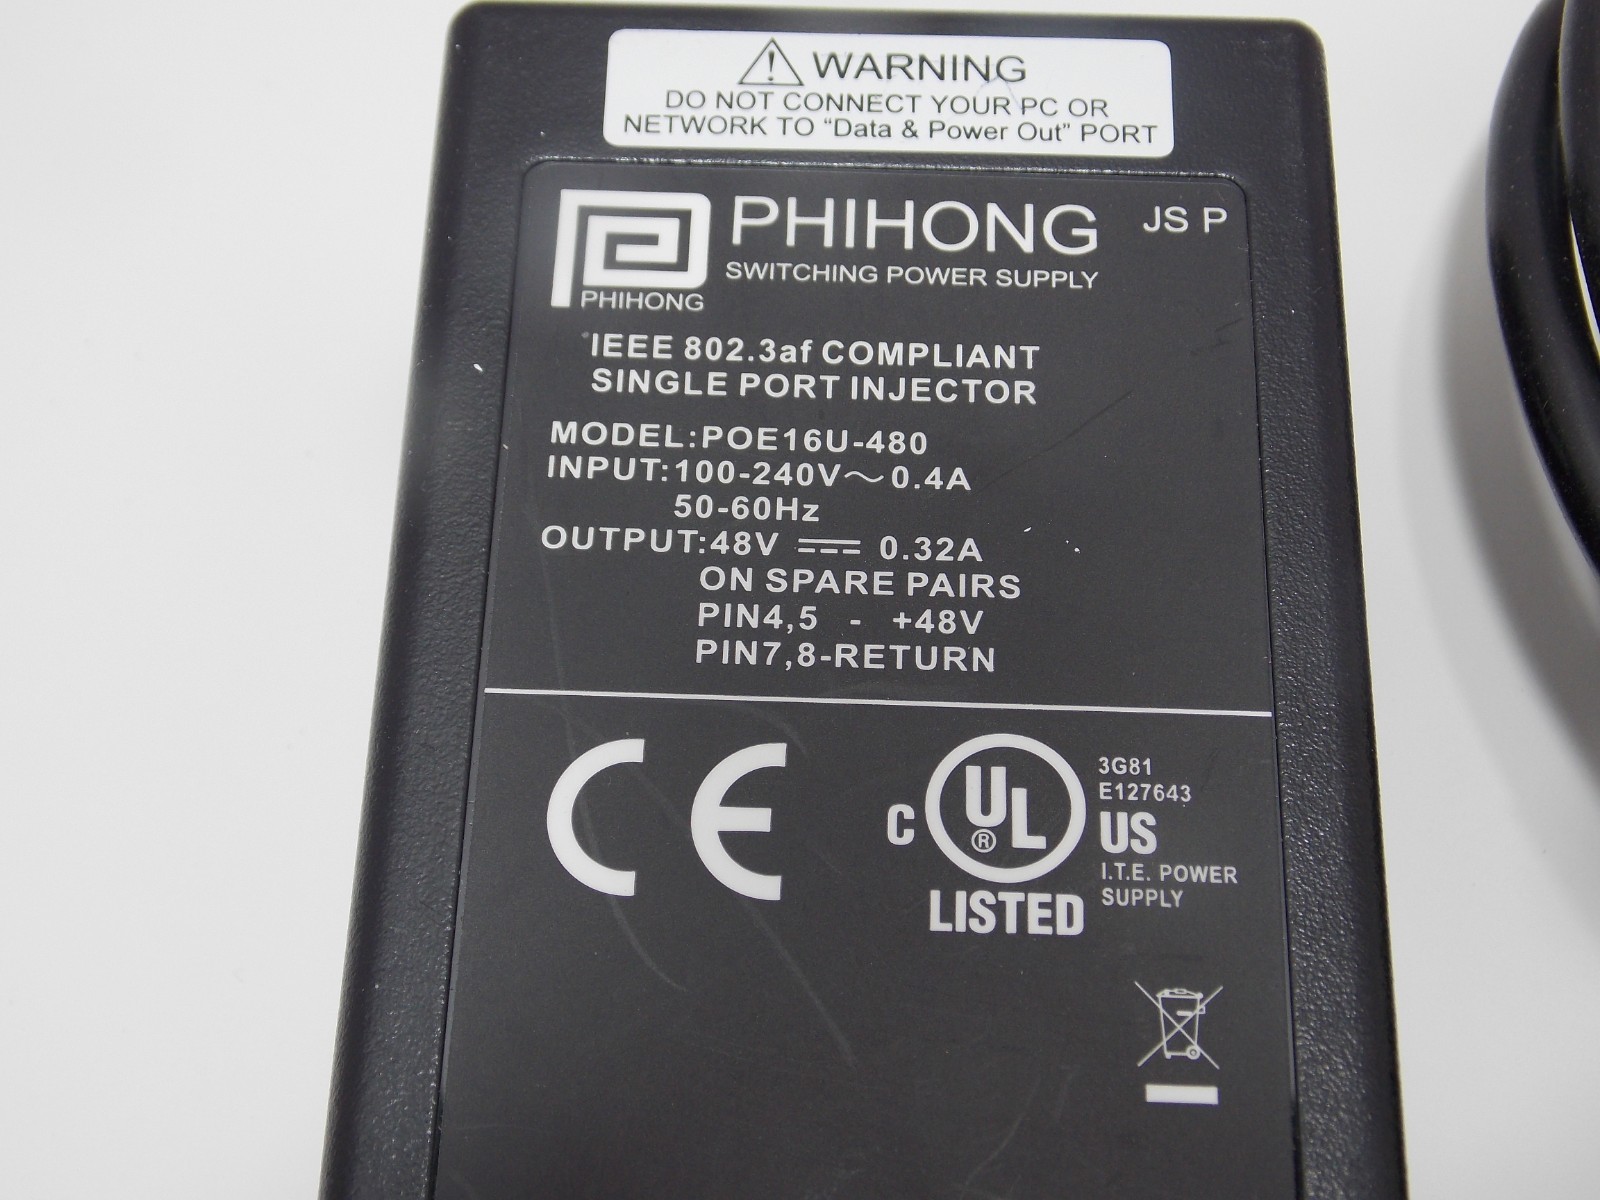 WARNING
DO NOT CONNECT YOUR PC OR
NETWORK TO “Data & Power Out” PORT
PHIHONG JS P
SWITCHING POWER SUPPLY
PHIHONG
IEEE 802.3af COMPLIANT
SINGLE PORT INJECTOR
MODEL:POE16U-480
INPUT:100-240V～0.4A
50-60Hz
OUTPUT:48V ⎓ 0.32A
ON SPARE PAIRS
PIN4,5 - +48V
PIN7,8-RETURN
CE
C UL ® US
LISTED
3G81
E127643
I.T.E. POWER
SUPPLY